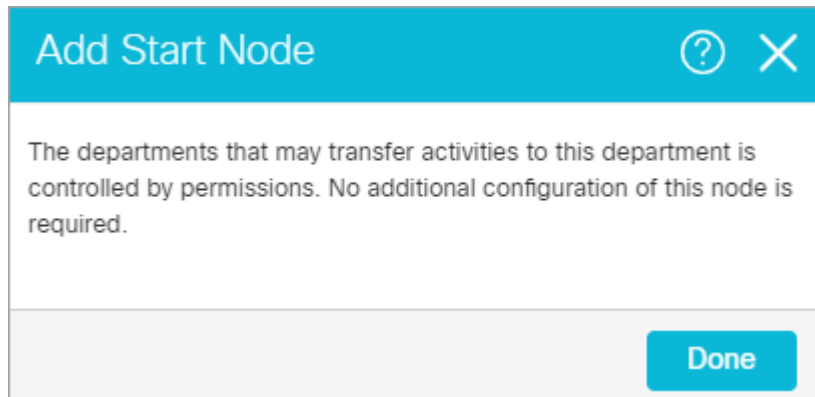 Add Start Node
The departments that may transfer activities to this department is
controlled by permissions. No additional configuration of this node is
required.
Done